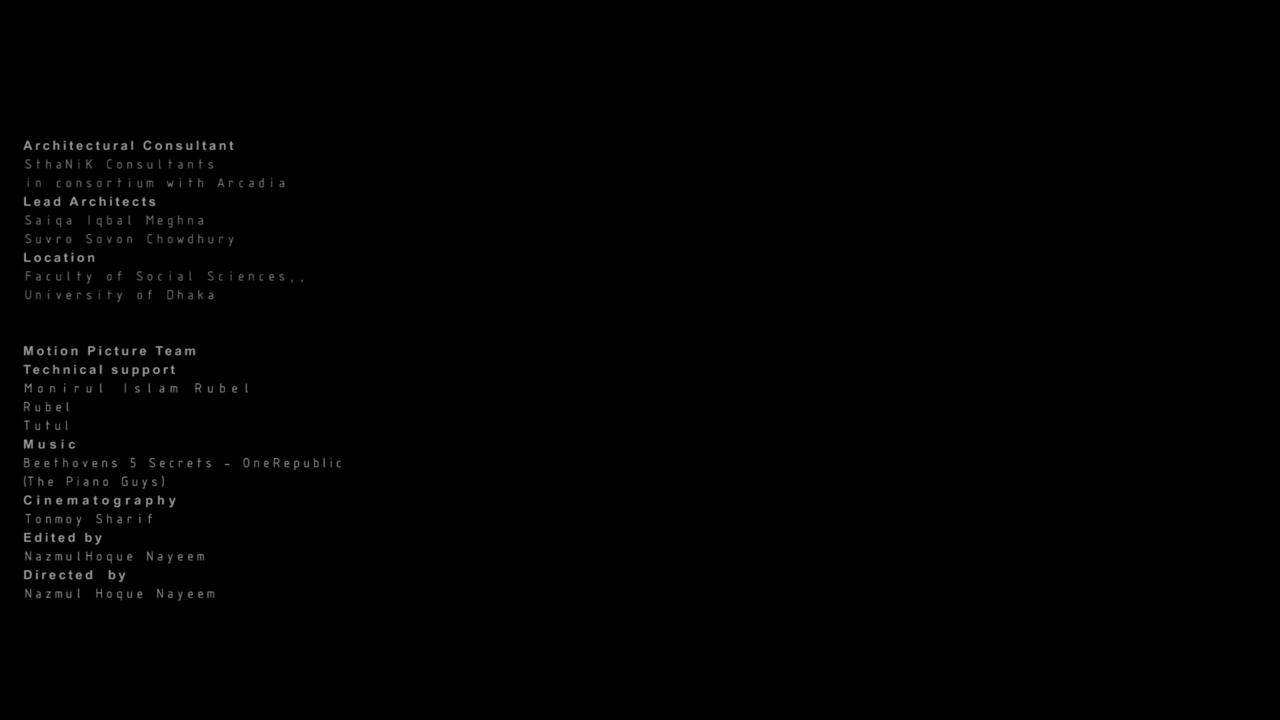 Architectural Consultant
SthaNiK Consultants
in consortium with Arcadia
Lead Architects
Saiqa Iqbal Meghna
Suvro Sovon Chowdhury
Location
Faculty of Social Sciences,,
University of Dhaka
Motion Picture Team
Technical support
Monirul Islam Rubel
Rubel
Tutul
Music
Beethovens 5 Secrets - OneRepublic
(The Piano Guys)
Cinematography
Tonmoy Sharif
Edited by
NazmulHoque Nayeem
Directed by
Nazmul Hoque Nayeem